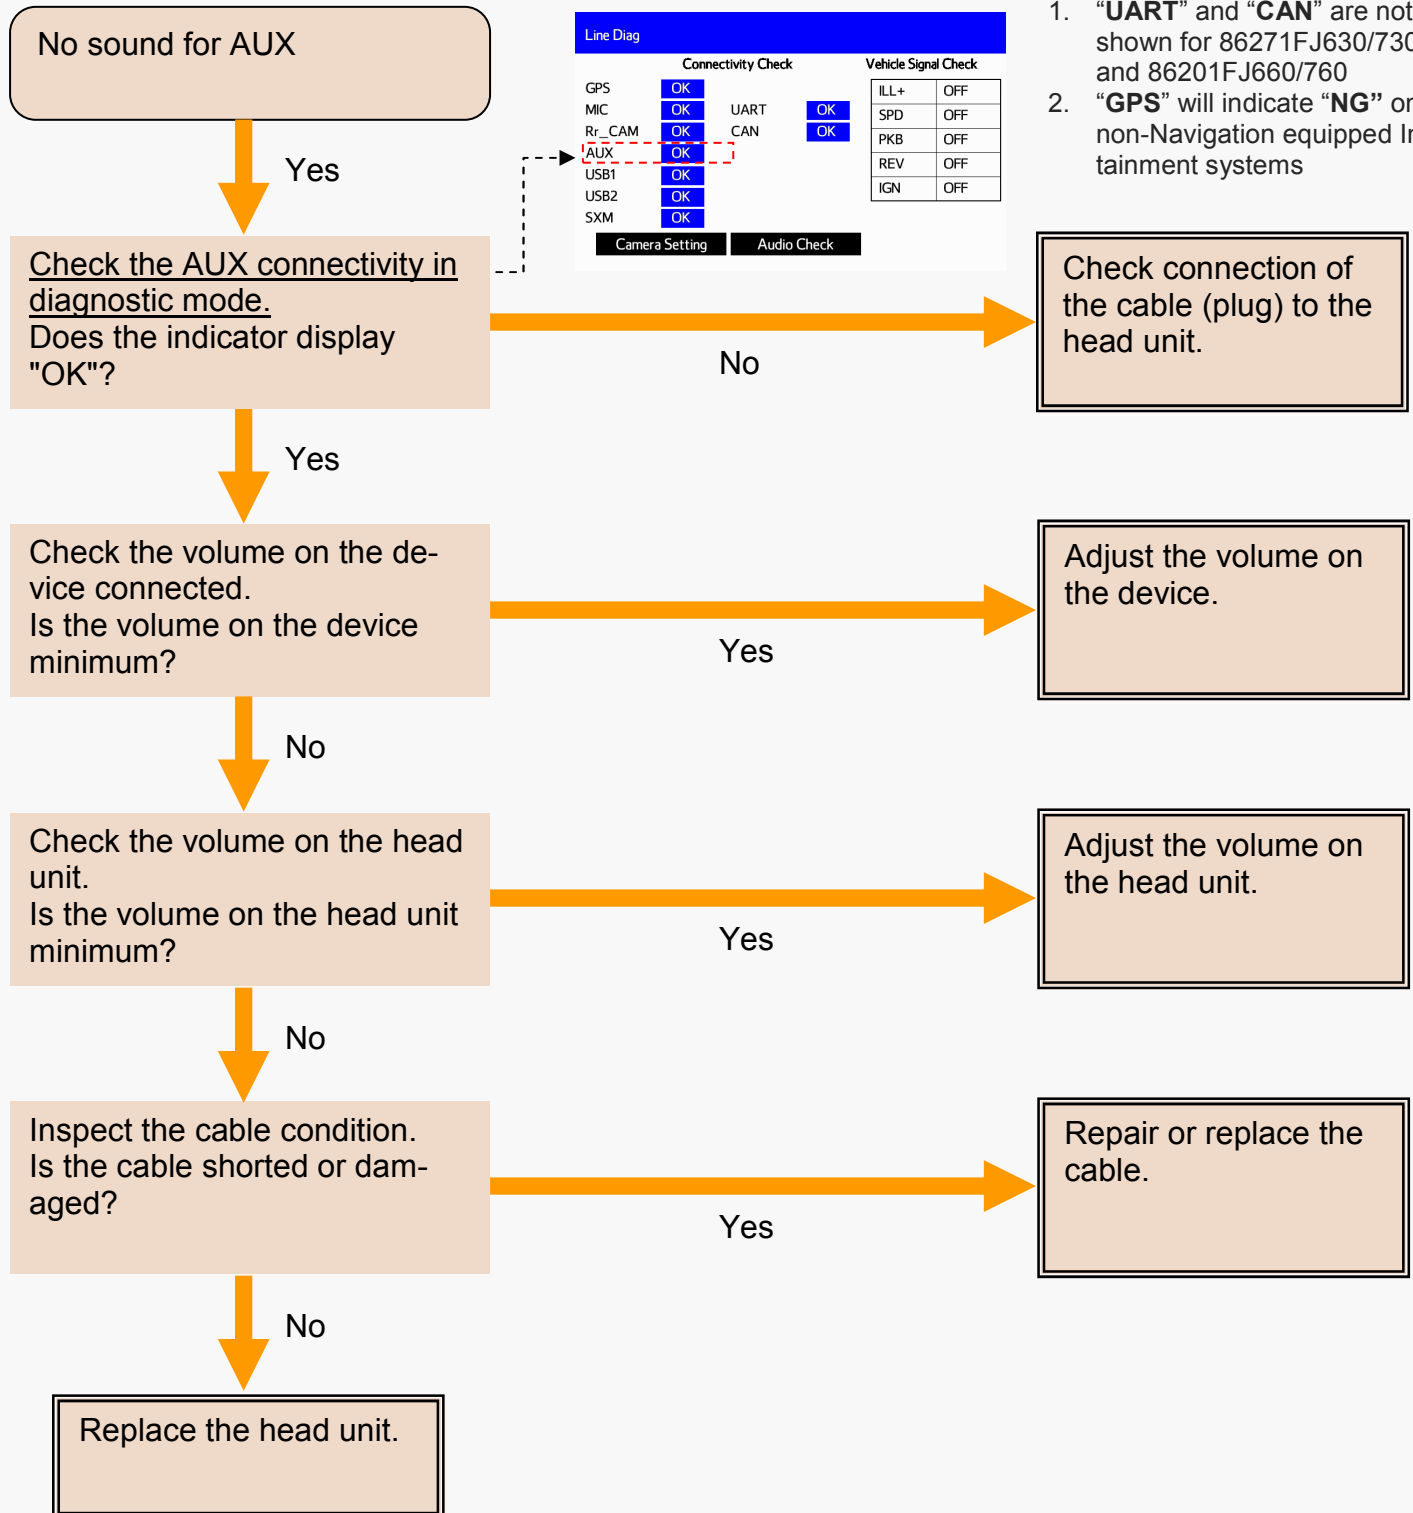 No sound for AUX
Yes
Line Diag
Connectivity Check Vehicle Signal Check
GPS OK
MIC OK UART OK
Rr_CAM OK CAN OK
AUX OK
USB1 OK
USB2 OK
SXM OK
ILL+ OFF
SPD OFF
PKB OFF
REV OFF
IGN OFF
Camera Setting Audio Check
1. “UART” and “CAN” are not
shown for 86271FJ630/730
and 86201FJ660/760
2. “GPS” will indicate “NG” on
non-Navigation equipped
tainment systems
Check the AUX connectivity in
diagnostic mode.
Does the indicator display
"OK"?
No
Check connection of
the cable (plug) to the
head unit.
Yes
Check the volume on the de-
vice connected.
Is the volume on the device
minimum?
Yes
Adjust the volume on
the device.
No
Check the volume on the head
unit.
Is the volume on the head unit
minimum?
Yes
Adjust the volume on
the head unit.
No
Inspect the cable condition.
Is the cable shorted or dam-
aged?
Yes
Repair or replace the
cable.
No
Replace the head unit.